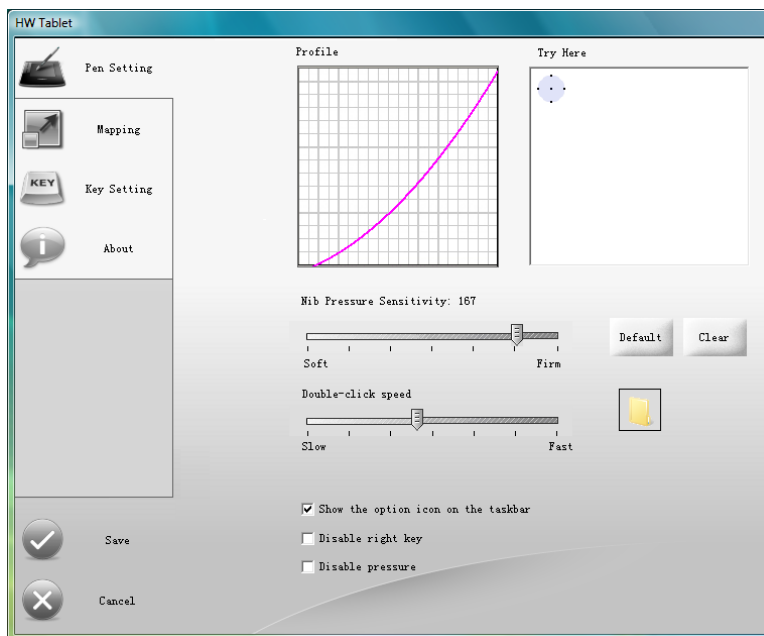 HW Tablet
Pen Setting
Mapping
KEY
Key Setting
i
About
Save
Cancel
Profile
Try Here
Nib Pressure Sensitivity: 167
Soft
Firm
Default
Clear
Double-click speed
Slow
Fast
Show the option icon on the taskbar
Disable right key
Disable pressure